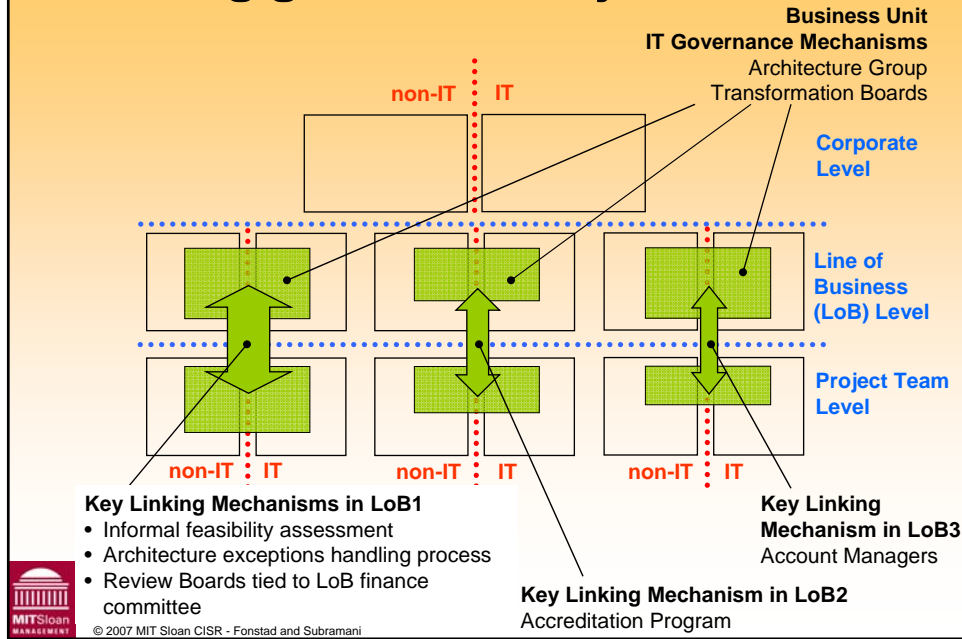 Business Unit
IT Governance Mechanisms
Architecture Group
Transformation Boards
non-IT IT
Corporate
Level
Line of
Business
(LoB) Level
Project Team
Level
non-IT IT
non-IT IT
non-IT IT
Key Linking Mechanisms in LoB1
• Informal feasibility assessment
• Architecture exceptions handling process
• Review Boards tied to LoB finance
committee
Key Linking
Mechanism in LoB3
Account Managers
Key Linking Mechanism in LoB2
Accreditation Program
MITSloan
MANAGEMENT
© 2007 MIT Sloan CISR - Fonstad and Subramani